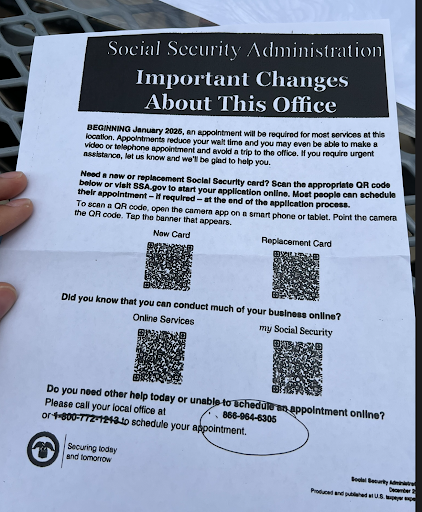 Social Security Administration
Important Changes
About This Office
BEGINNING January 2025, an appointment will be required for most services at this
location. Appointments reduce your wait time and you may even be able to make a
video or telephone appointment and avoid a trip to the office. If you require urgent
assistance, let us know and we'll be glad to help you.
Need a new or replacement Social Security card? Scan the appropriate QR code
below or visit SSA.gov to start your application online. Most people can schedule
their appointment – if required – at the end of the application process.
To scan a QR code, open the camera app on a smart phone or tablet. Point the camera
the QR code. Tap the banner that appears.
New Card
Replacement Card
Did you know that you can conduct much of your business online?
Online Services
my Social Security
Do you need other help today or unable to schedule an appointment online?
Please call your local office at 866-964-6305
or 1-800-772-1213 to schedule your appointment.
Securing today
and tomorrow
Social Security
December
Produced and published at U.S. taxpayer